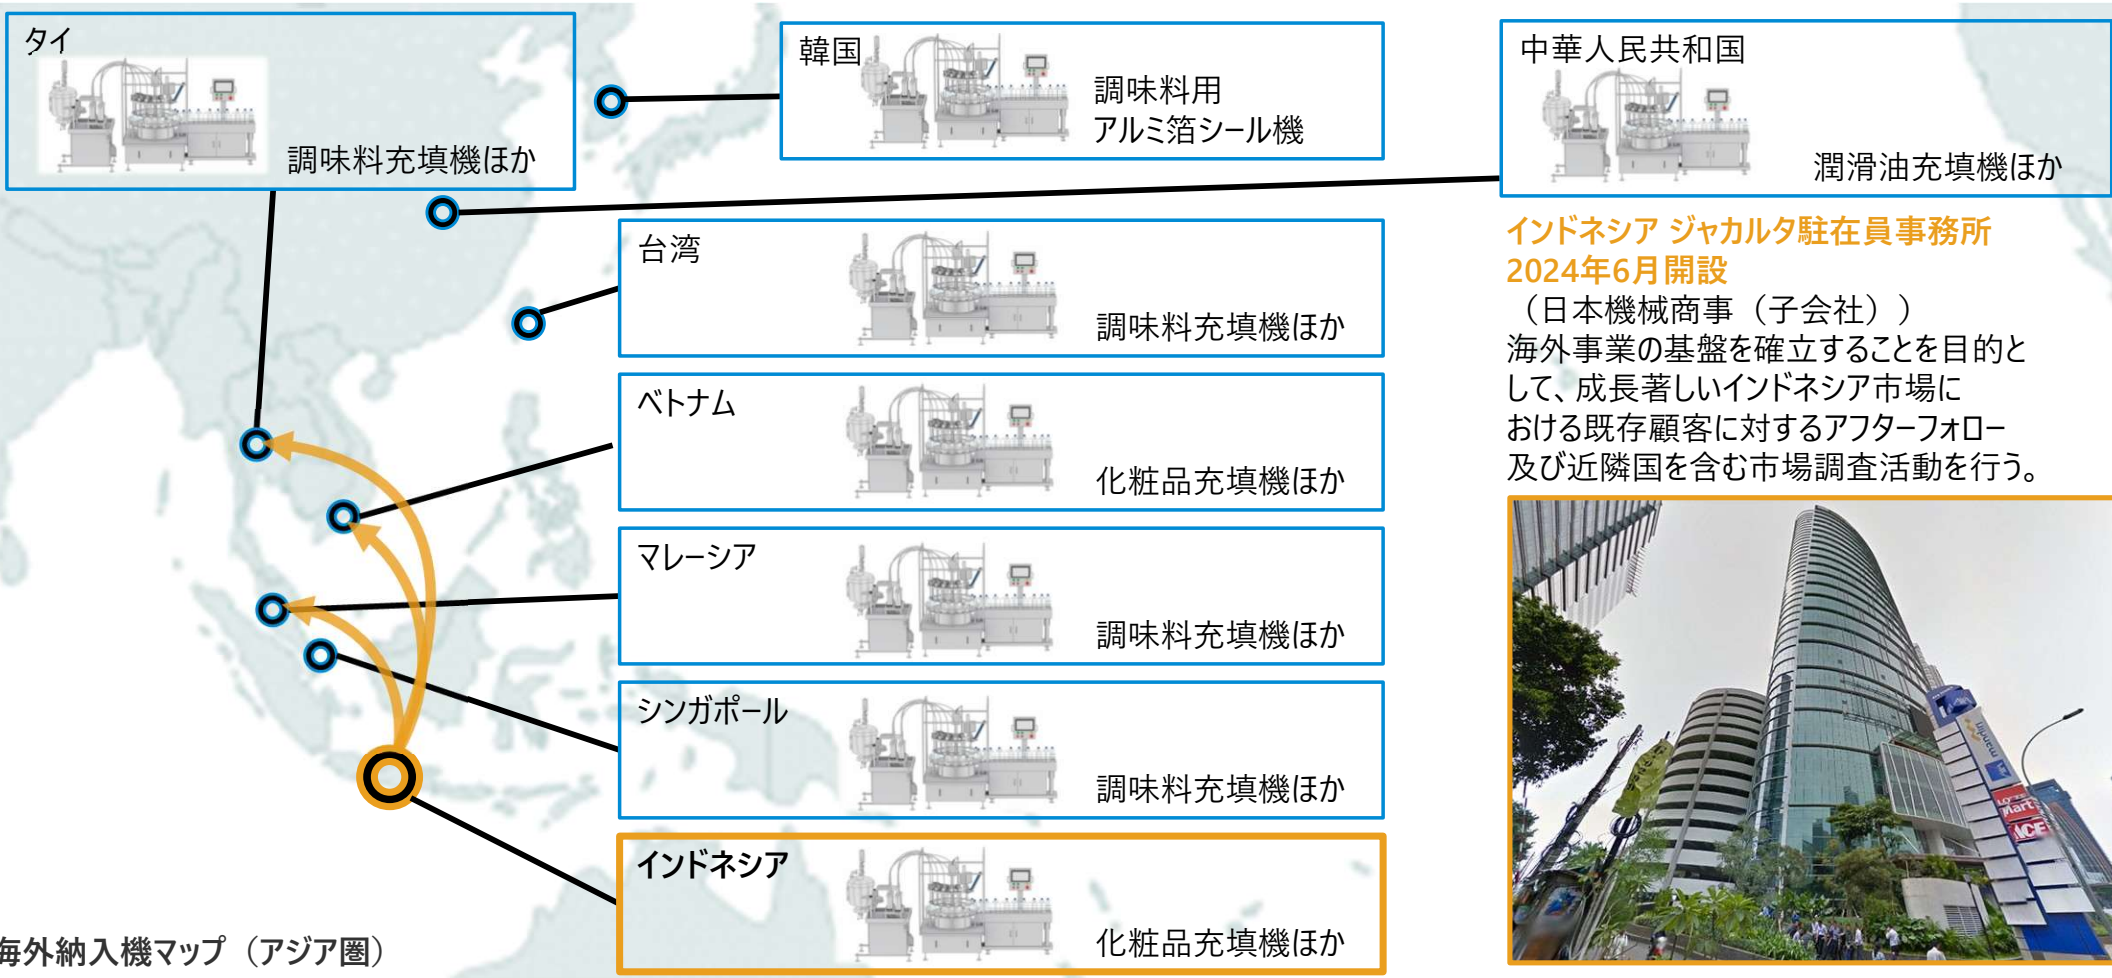 タイ
調味料充填機ほか
韓国
調味料用
アルミ箔シール機
中華人民共和国
潤滑油充填機ほか
台湾
調味料充填機ほか
ベトナム
化粧品充填機ほか
マレーシア
調味料充填機ほか
シンガポール
調味料充填機ほか
インドネシア
化粧品充填機ほか
インドネシア ジャカルタ駐在員事務所
2024年6月開設
（日本機械商事（子会社））
海外事業の基盤を確立することを目的と
して、成長著しいインドネシア市場に
おける既存顧客に対するアフターフォロー
及び近隣国を含む市場調査活動を行う。
mandiri
LOTTE
mart
ACE
海外納入機マップ（アジア圏）